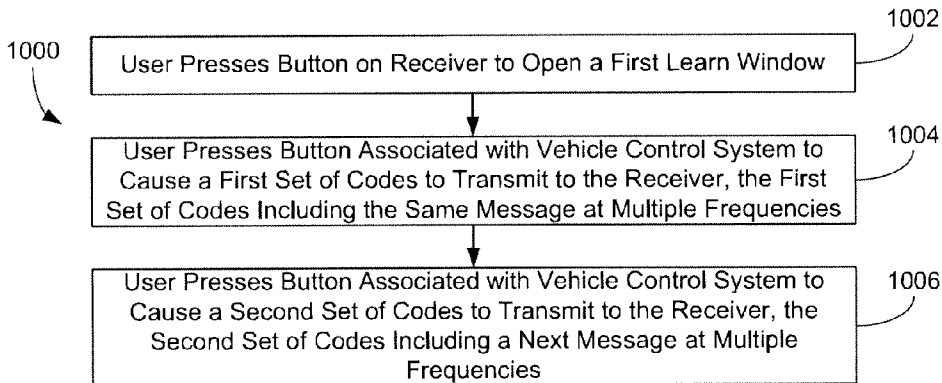 1000
1002
User Presses Button on Receiver to Open a First Learn Window
1004
User Presses Button Associated with Vehicle Control System to
Cause a First Set of Codes to Transmit to the Receiver, the First
Set of Codes Including the Same Message at Multiple Frequencies
1006
User Presses Button Associated with Vehicle Control System to
Cause a Second Set of Codes to Transmit to the Receiver, the
Second Set of Codes Including a Next Message at Multiple
Frequencies